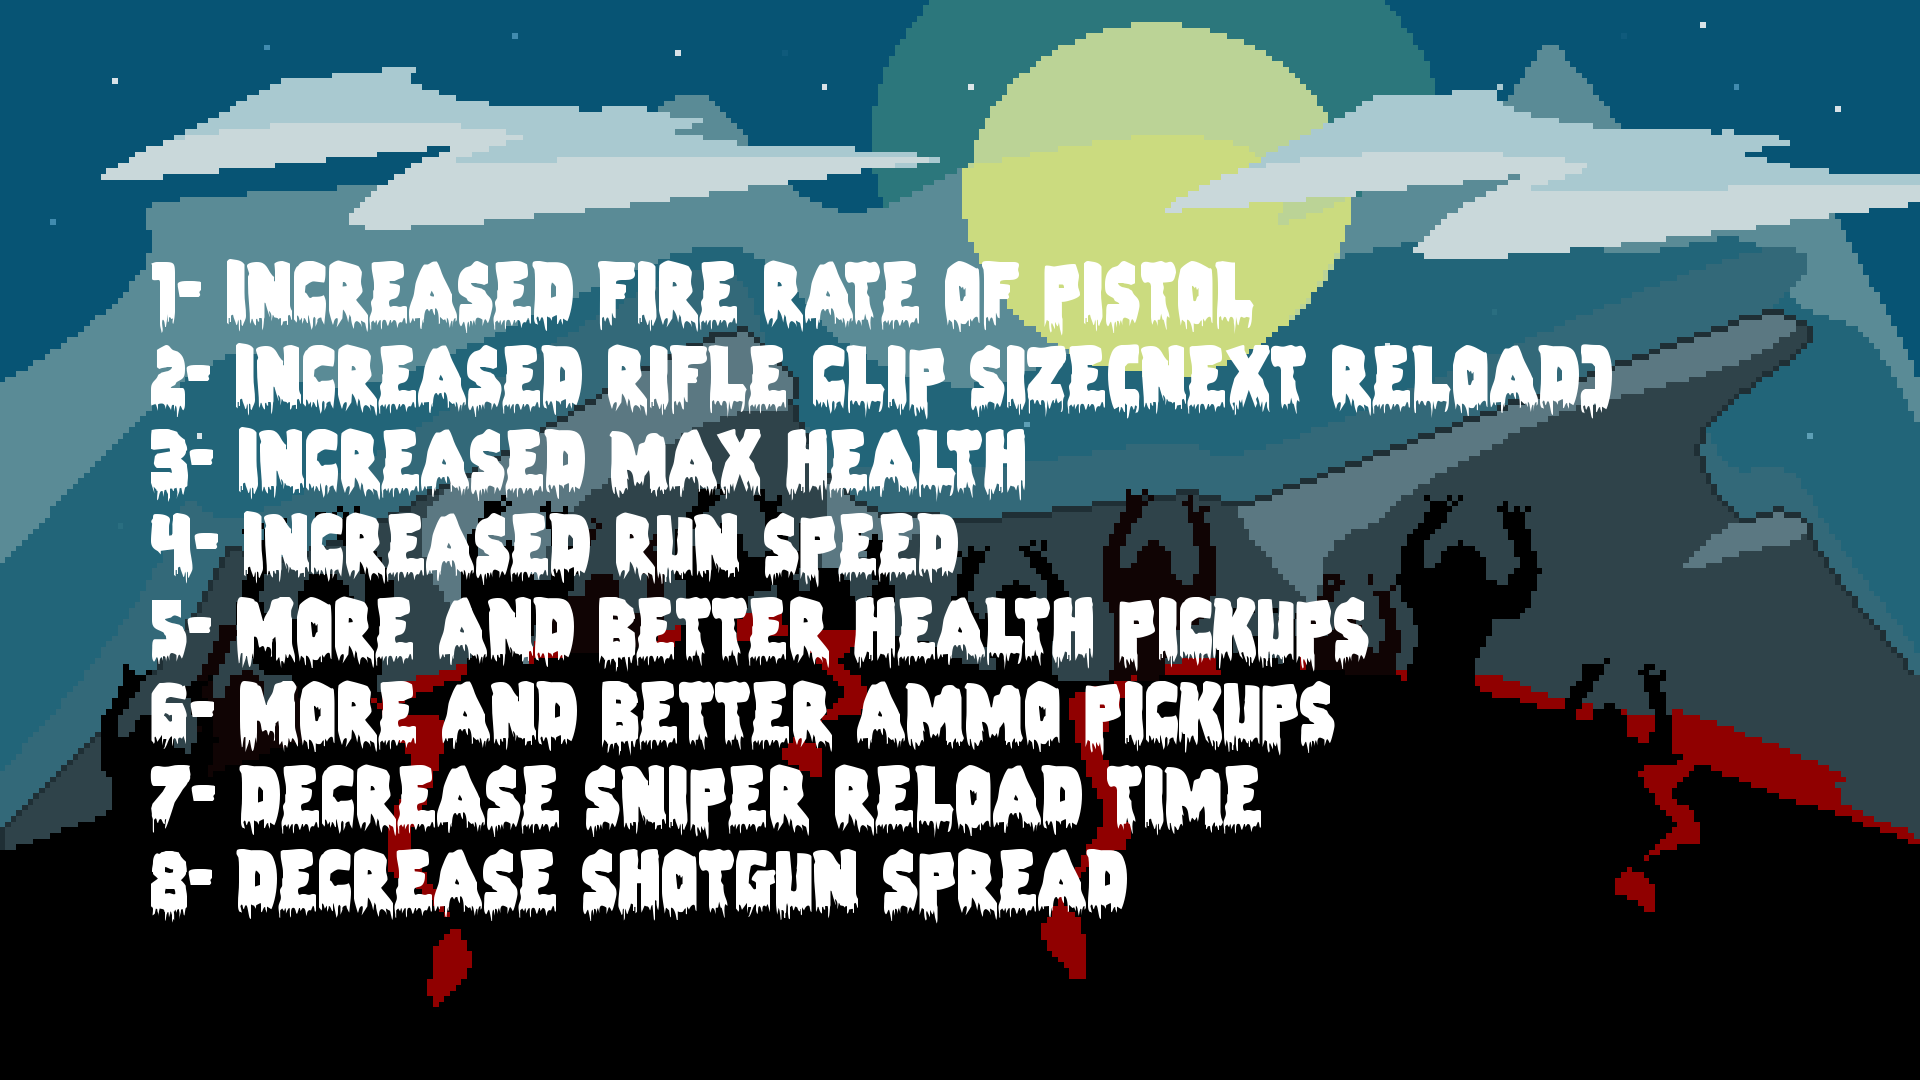 1- INCREASED FIRE RATE OF PISTOL
2- INCREASED RIFLE CLIP SIZE(NEXT RELOAD)
3- INCREASED MAX HEALTH
4- INCREASED RUN SPEED
5- MORE AND BETTER HEALTH PICKUPS
6- MORE AND BETTER AMMO PICKUPS
7- DECREASE SNIPER RELOAD TIME
8- DECREASE SHOTGUN SPREAD